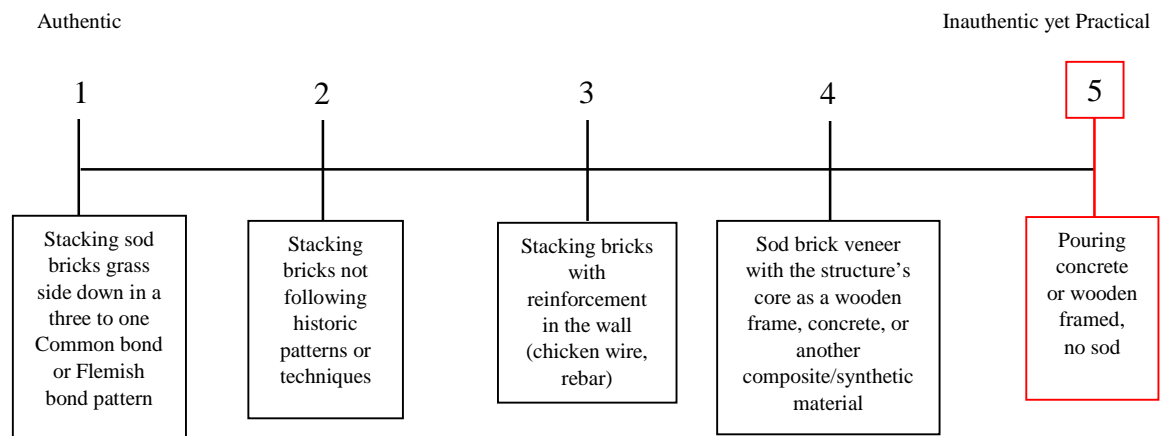 Authentic
Inauthentic yet Practical
1
2
3
4
5
Stacking sod
bricks grass
side down in a
three to one
Common bond
or Flemish
bond pattern
Stacking
bricks not
following
historic
patterns or
techniques
Stacking bricks
with
reinforcement
in the wall
(chicken wire,
rebar)
Sod brick veneer
with the structure’s
core as a wooden
frame, concrete, or
another
composite/synthetic
material
Pouring
concrete
or wooden
framed,
no sod